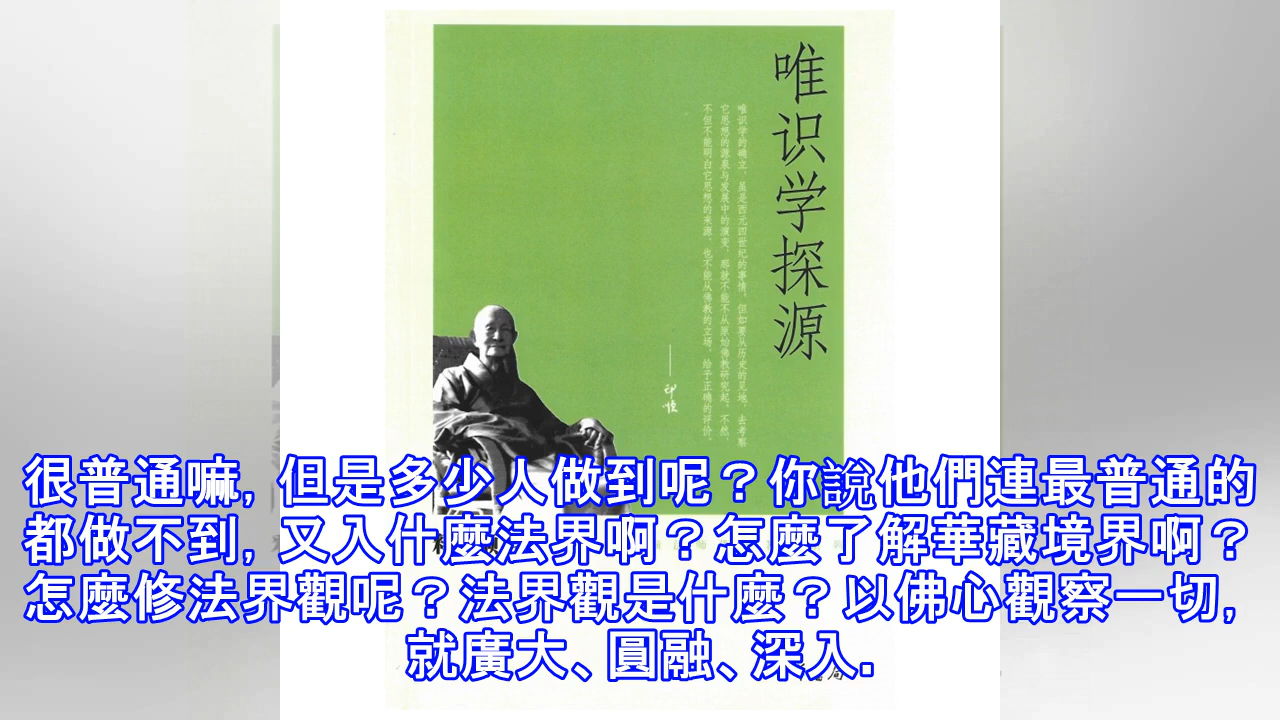 唯识学探源
唯识学的确立，虽是西元四世纪的事情，但如要从历史的见地，去考察
它思想的源泉与发展中的演变，那就不能不从原始佛教研究起。不然，
不但不能明白它思想的来源，也不能从佛教的立场，给予正确的评价。
——印顺
很普通嘛, 但是多少人做到呢？你說他們連最普通的
都做不到, 又入什麼法界啊？怎麼了解華藏境界啊？
怎麼修法界觀呢？法界觀是什麼？以佛心觀察一切,
就廣大、圓融、深入.
局